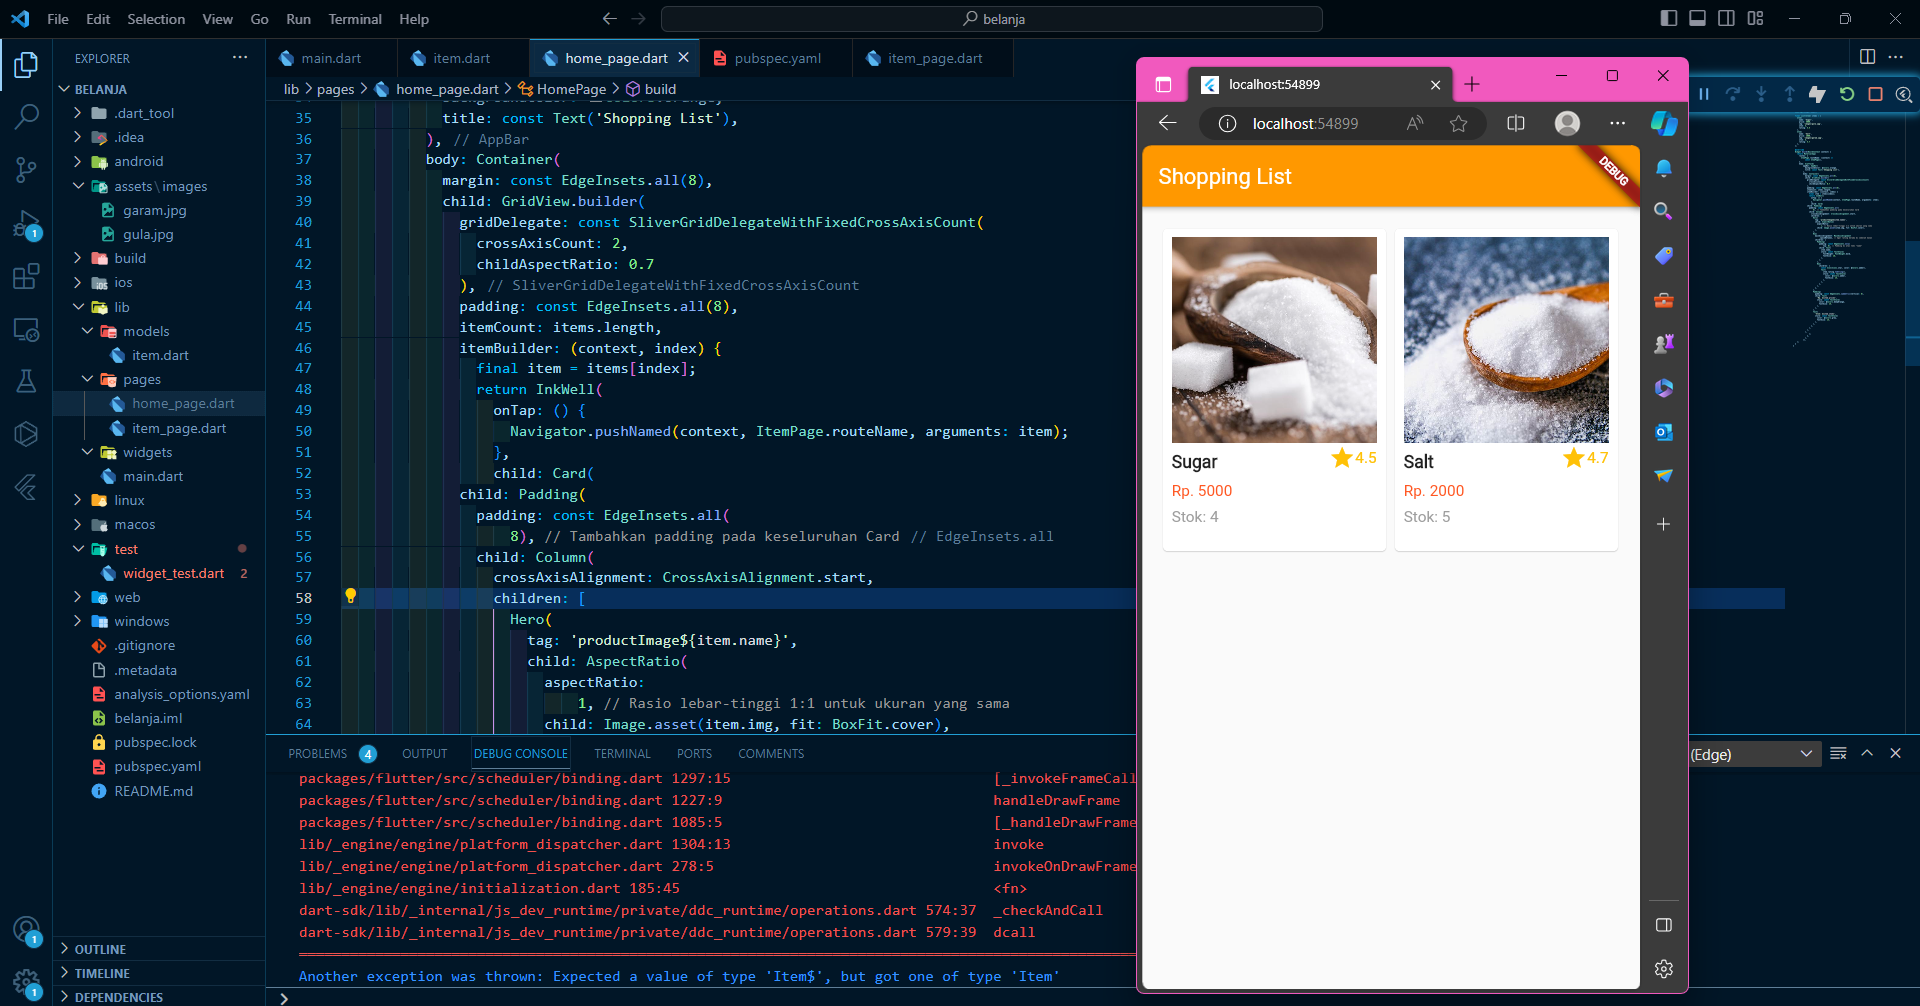 File Edit Selection View Go Run Terminal Help
belanja
EXPLORER
BELANJA
.dart_tool
.idea
android
assets\images
garam.jpg
gula.jpg
build
ios
lib
models
item.dart
pages
home_page.dart
item_page.dart
widgets
main.dart
linux
macos
test
widget_test.dart 2
web
windows
.gitignore
.metadata
analysis_options.yaml
belanja.iml
pubspec.lock
pubspec.yaml
README.md
OUTLINE
TIMELINE
DEPENDENCIES
1
1
1
main.dart item.dart home_page.dart pubspec.yaml item_page.dart
lib > pages > home_page.dart > HomePage > build
35 title: const Text('Shopping List'),
36 ), // AppBar
37 body: Container(
38 margin: const EdgeInsets.all(8),
39 child: GridView.builder(
40 gridDelegate: const SliverGridDelegateWithFixedCrossAxisCount(
41 crossAxisCount: 2,
42 childAspectRatio: 0.7
43 ), // SliverGridDelegateWithFixedCrossAxisCount
44 padding: const EdgeInsets.all(8),
45 itemCount: items.length,
46 itemBuilder: (context, index) {
47 final item = items[index];
48 return InkWell(
49 onTap: () {
50 Navigator.pushNamed(context, ItemPage.routeName, arguments: item);
51 },
52 child: Card(
53 child: Padding(
54 padding: const EdgeInsets.all(
55 8), // Tambahkan padding pada keseluruhan Card // EdgeInsets.all
56 child: Column(
57 crossAxisAlignment: CrossAxisAlignment.start,
58 children: [
59 Hero(
60 tag: 'productImage${item.name}',
61 child: AspectRatio(
62 aspectRatio:
63 1, // Rasio lebar-tinggi 1:1 untuk ukuran yang sama
64 child: Image.asset(item.img, fit: BoxFit.cover),
PROBLEMS 4 OUTPUT DEBUG CONSOLE TERMINAL PORTS COMMENTS
(Edge)
packages/flutter/src/scheduler/binding.dart 1297:15 [_invokeFrameCall
packages/flutter/src/scheduler/binding.dart 1227:9 handleDrawFrame
packages/flutter/src/scheduler/binding.dart 1085:5 [_handleDrawFrame
lib/_engine/engine/platform_dispatcher.dart 1304:13 invoke
lib/_engine/engine/platform_dispatcher.dart 278:5 invokeOnDrawFrame
lib/_engine/engine/initialization.dart 185:45 <fn>
dart-sdk/lib/_internal/js_dev_runtime/private/ddc_runtime/operations.dart 574:37 _checkAndCall
dart-sdk/lib/_internal/js_dev_runtime/private/ddc_runtime/operations.dart 579:39 dcall
Another exception was thrown: Expected a value of type 'Item$', but got one of type 'Item'
localhost:54899
localhost:54899
Shopping List
DEBUG
Sugar 4.5
Rp. 5000
Stok: 4
Salt 4.7
Rp. 2000
Stok: 5